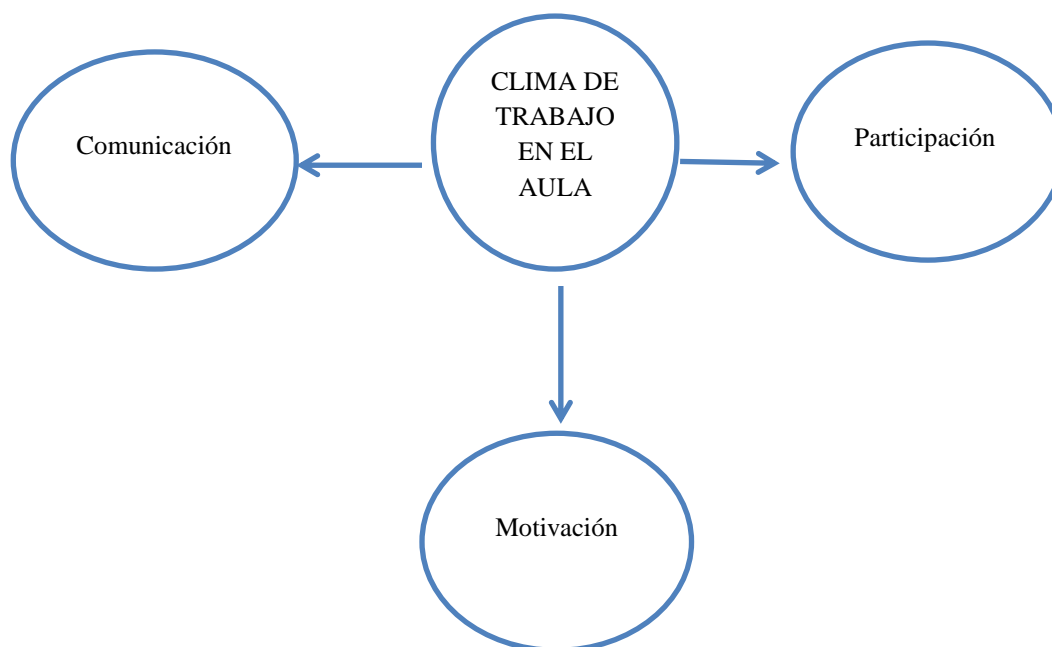 CLIMA DE
TRABAJO
EN EL
AULA
Comunicación
Participación
Motivación